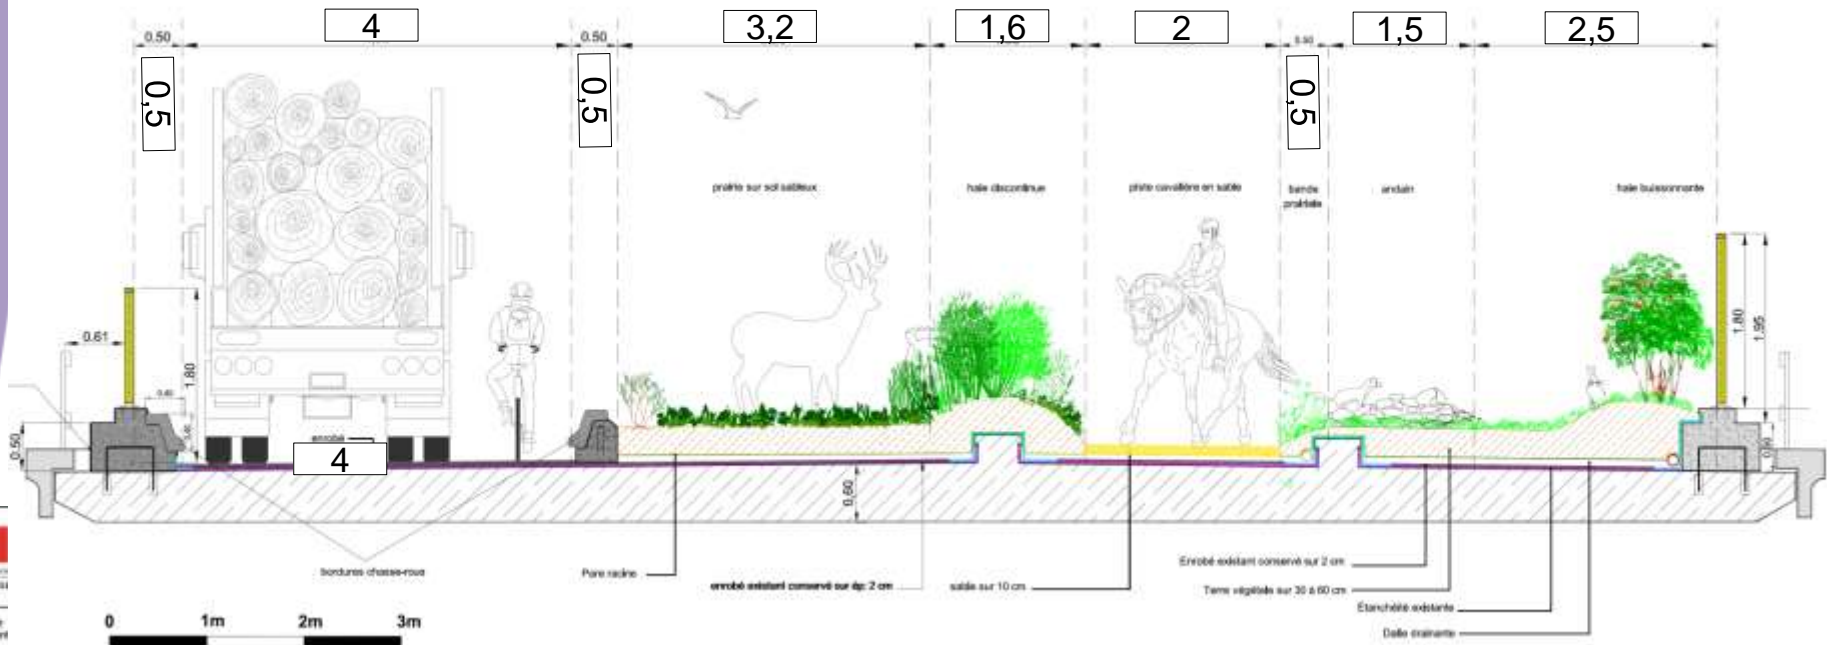 0.50
4
0.50
3,2
1,6
2
0.50
1,5
2,5
0,5
0,5
0,5
prairie sur sol sableux
haie discontinue
piste cavalière en sable
bande
prairiale
andain
haie buissonnante
0.61
1.80
0.40
0.50
enrobé
4
0,60
1,80
1,95
bordures chasse-roue
Pare racine
enrobé existant conservé sur ép: 2 cm
sable sur 10 cm
Enrobé existant conservé sur 2 cm
Terre végétale sur 30 à 60 cm
Étanchéité existante
Dalle drainante
0
1m
2m
3m